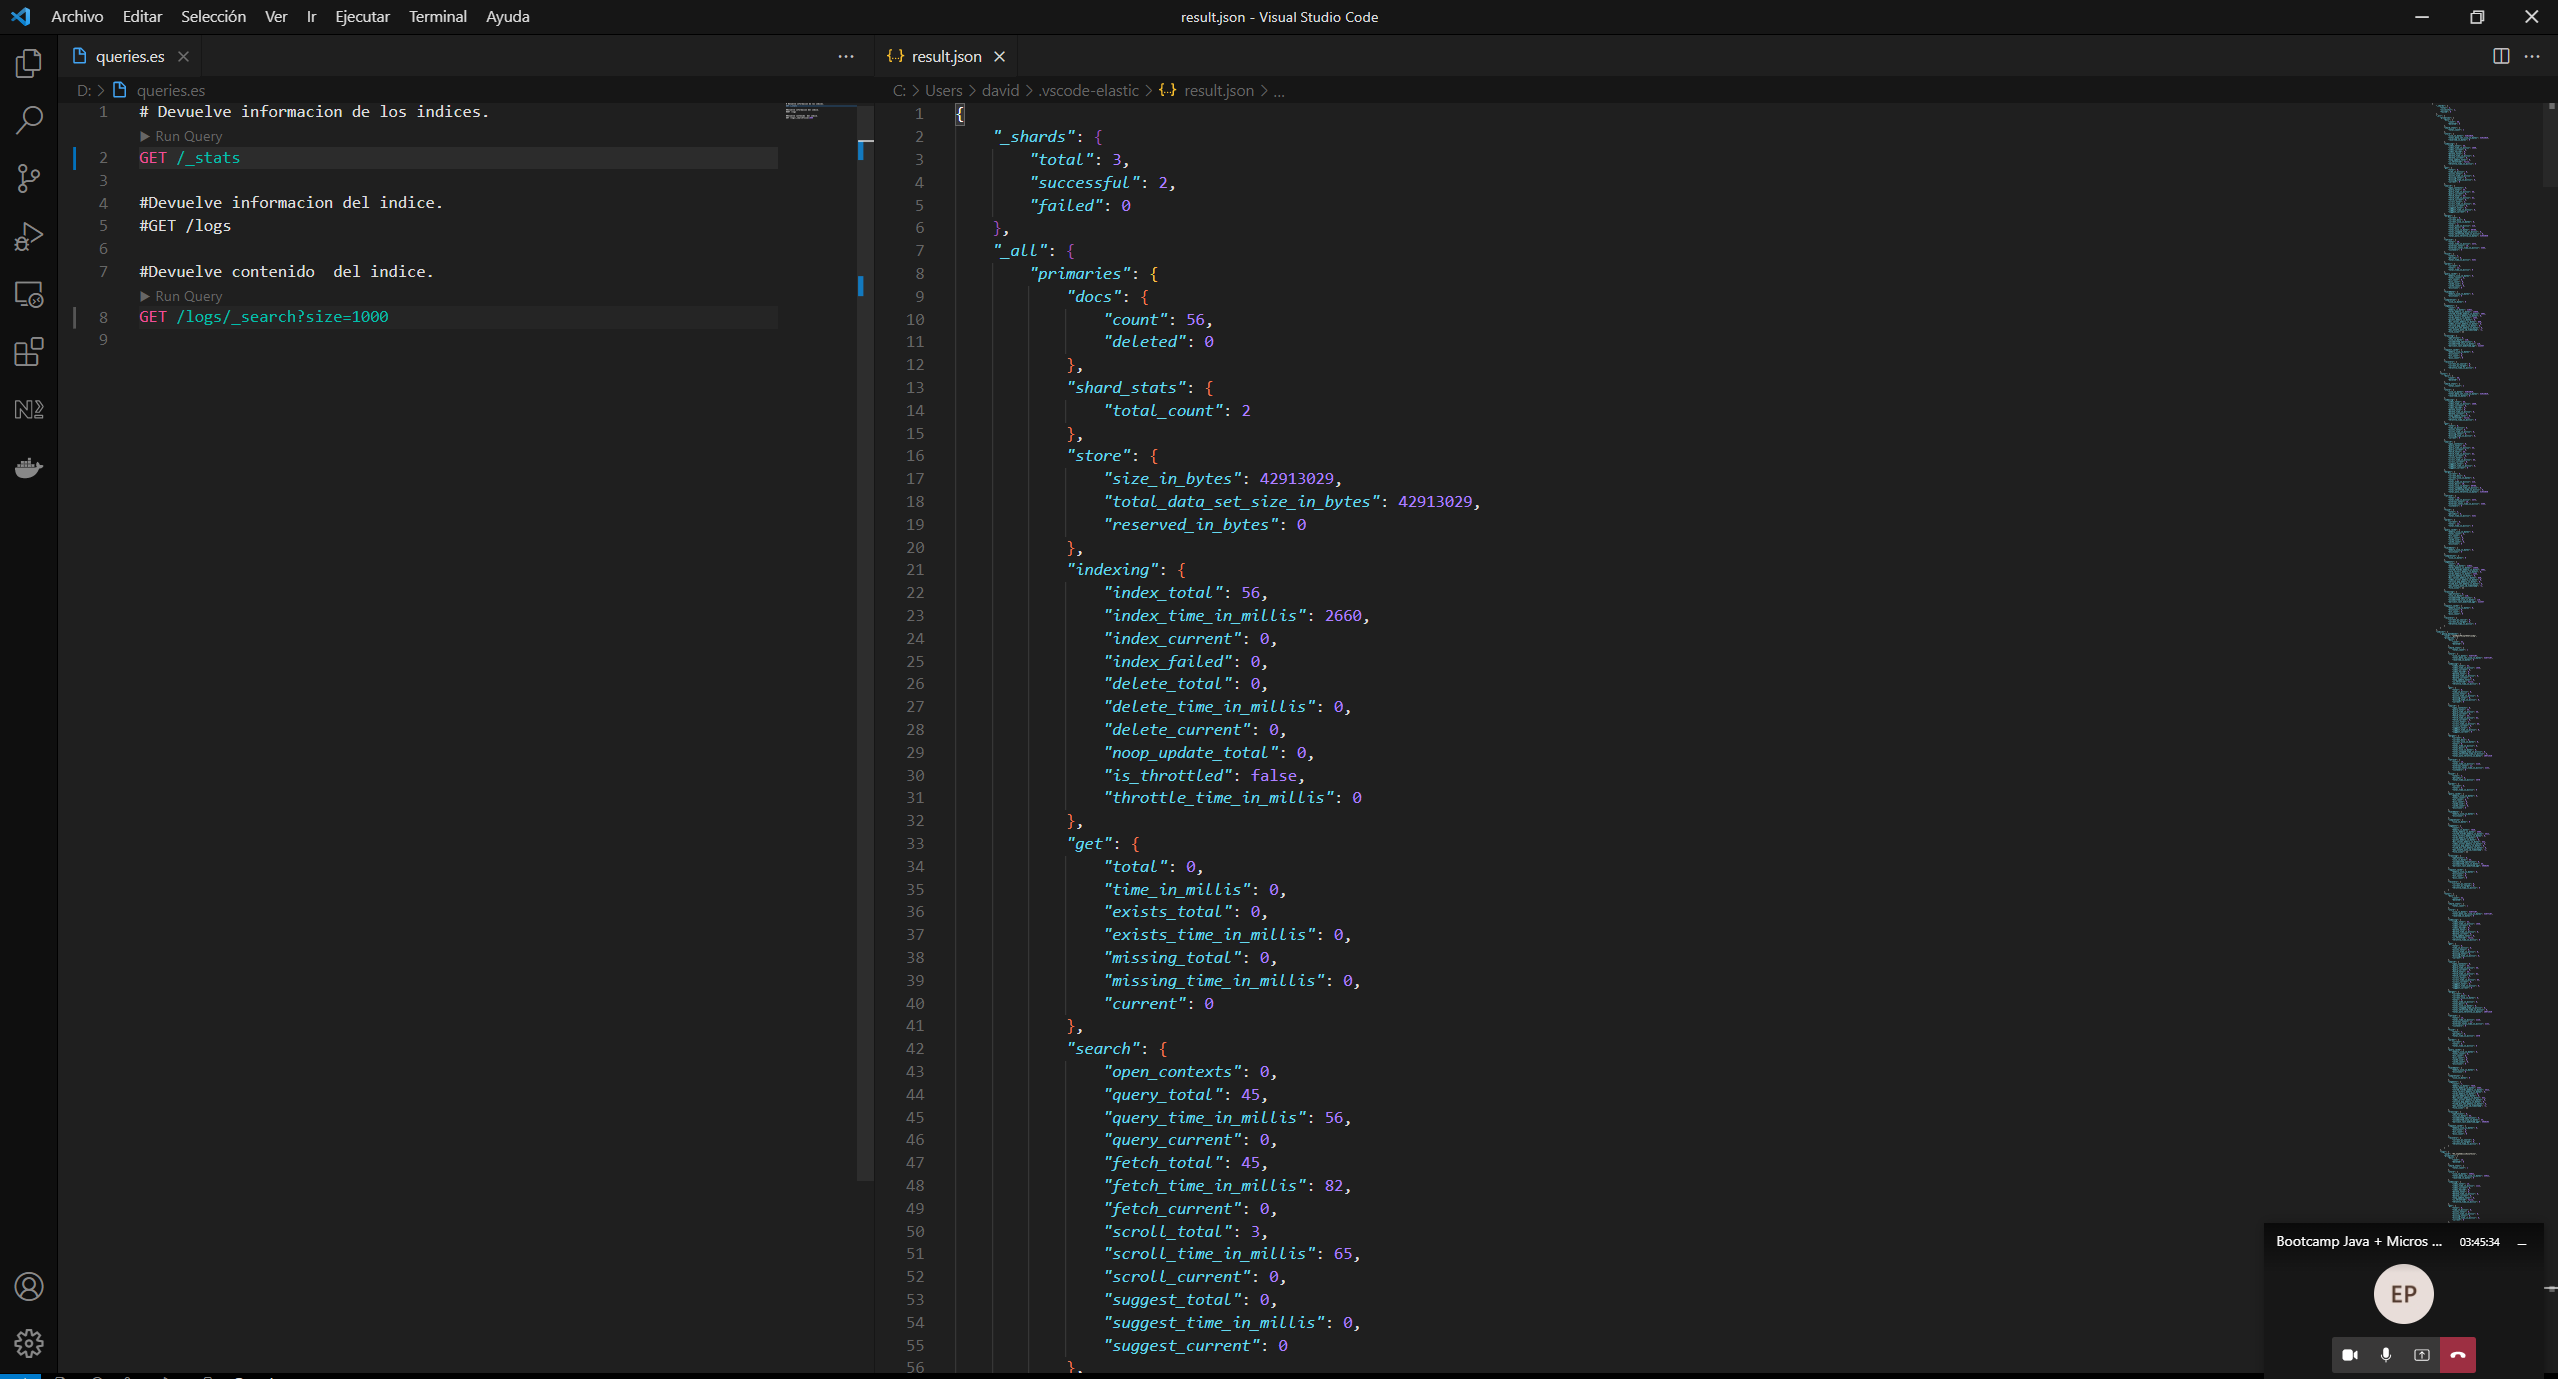 Archivo Editar Selección Ver Ir Ejecutar Terminal Ayuda
result.json - Visual Studio Code
queries.es
D: > queries.es
1 # Devuelve informacion de los indices.
Run Query
2 GET /_stats
3
4 #Devuelve informacion del indice.
5 #GET /logs
6
7 #Devuelve contenido  del indice.
Run Query
8 GET /logs/_search?size=1000
9
{..} result.json
C: > Users > david > .vscode-elastic > {..} result.json > ...
1 {
2 "_shards": {
3 "total": 3,
4 "successful": 2,
5 "failed": 0
6 },
7 "_all": {
8 "primaries": {
9 "docs": {
10 "count": 56,
11 "deleted": 0
12 },
13 "shard_stats": {
14 "total_count": 2
15 },
16 "store": {
17 "size_in_bytes": 42913029,
18 "total_data_set_size_in_bytes": 42913029,
19 "reserved_in_bytes": 0
20 },
21 "indexing": {
22 "index_total": 56,
23 "index_time_in_millis": 2660,
24 "index_current": 0,
25 "index_failed": 0,
26 "delete_total": 0,
27 "delete_time_in_millis": 0,
28 "delete_current": 0,
29 "noop_update_total": 0,
30 "is_throttled": false,
31 "throttle_time_in_millis": 0
32 },
33 "get": {
34 "total": 0,
35 "time_in_millis": 0,
36 "exists_total": 0,
37 "exists_time_in_millis": 0,
38 "missing_total": 0,
39 "missing_time_in_millis": 0,
40 "current": 0
41 },
42 "search": {
43 "open_contexts": 0,
44 "query_total": 45,
45 "query_time_in_millis": 56,
46 "query_current": 0,
47 "fetch_total": 45,
48 "fetch_time_in_millis": 82,
49 "fetch_current": 0,
50 "scroll_total": 3,
51 "scroll_time_in_millis": 65,
52 "scroll_current": 0,
53 "suggest_total": 0,
54 "suggest_time_in_millis": 0,
55 "suggest_current": 0
56 },
Bootcamp Java + Micros ... 03:45:34
EP